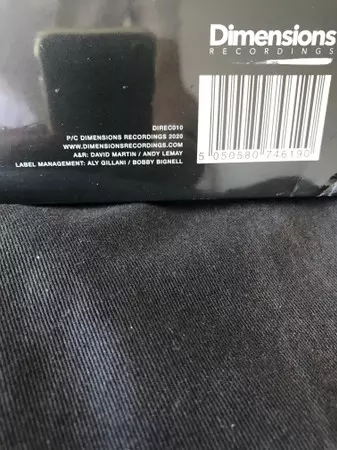 Dimensions
RECORDINGS
DIREC010
P/C DIMENSIONS RECORDINGS 2020
WWW.DIMENSIONSRECORDINGS.COM
A&R: DAVID MARTIN / ANDY LEMAY
LABEL MANAGEMENT: ALY GILLANI / BOBBY BIGNELL
5 050580 746190